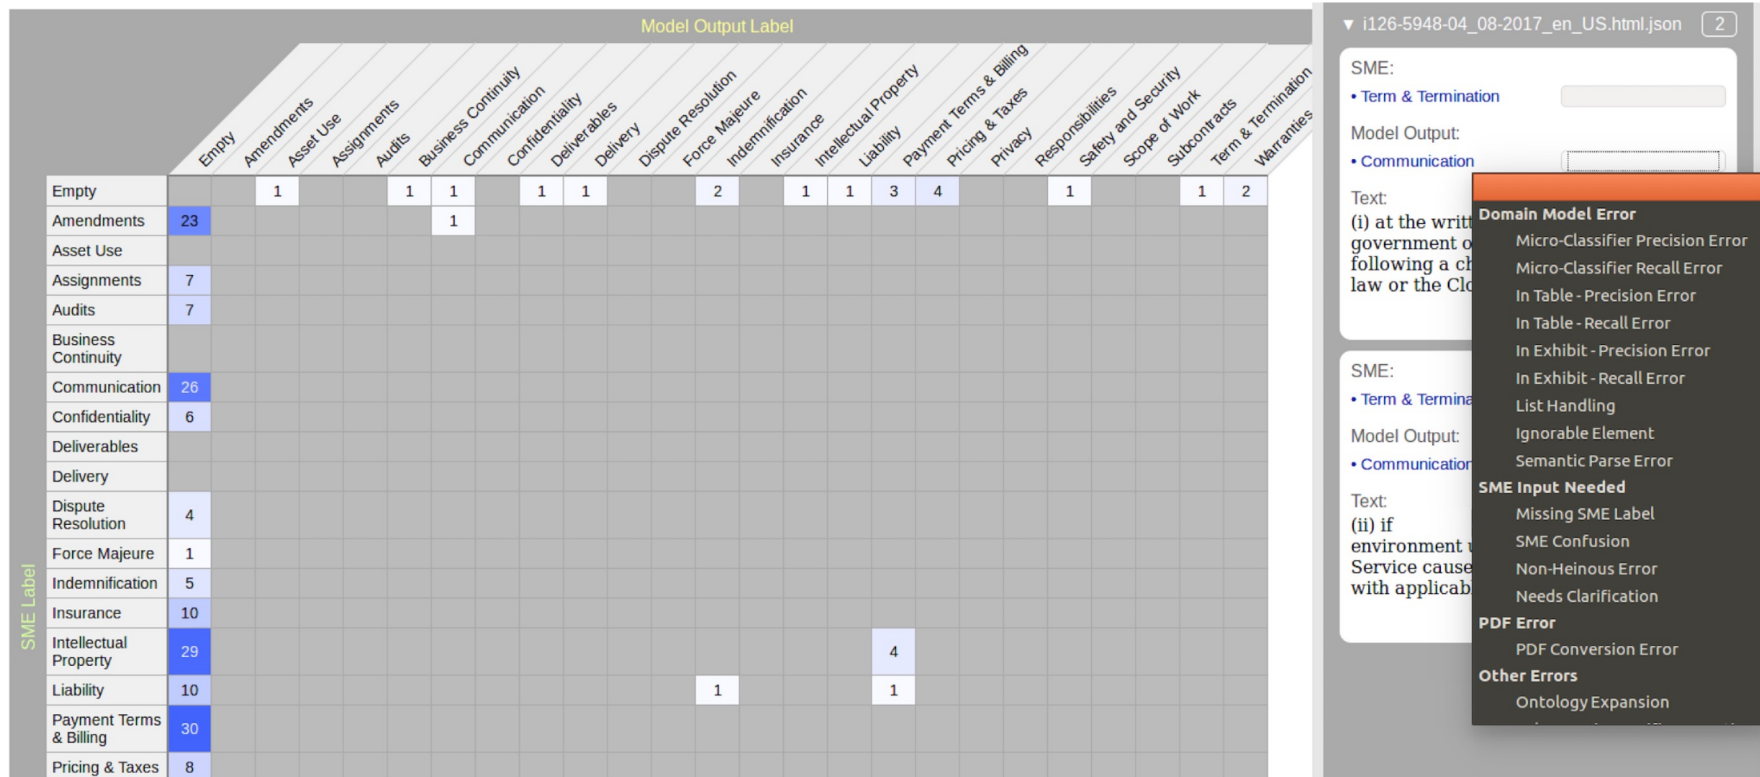 Model Output Label
Empty
Amendments
Asset Use
Assignments
Audits
Business Continuity
Communication
Confidentiality
Deliverables
Delivery
Dispute Resolution
Force Majeure
Indemnification
Insurance
Intellectual Property
Liability
Payment Terms & Billing
Pricing & Taxes
Privacy
Responsibilities
Safety and Security
Scope of Work
Subcontracts
Term & Termination
Warranties
SME Label
Empty 1 1 1 1 1 2 1 1 3 4 1 1 2
Amendments 23 1
Asset Use
Assignments 7
Audits 7
Business
Continuity
Communication 26
Confidentiality 6
Deliverables
Delivery
Dispute
Resolution 4
Force Majeure 1
Indemnification 5
Insurance 10
Intellectual
Property 29 4
Liability 10 1 1
Payment Terms
& Billing 30
Pricing & Taxes 8
▼ i126-5948-04_08-2017_en_US.html.json 2
SME:
• Term & Termination
Model Output:
• Communication
Text:
(i) at the writt
government o
following a ch
law or the Clo
SME:
• Term & Termina
Model Output:
• Communication
Text:
(ii) if
environment u
Service cause
with applicab
Domain Model Error
Micro-Classifier Precision Error
Micro-Classifier Recall Error
In Table - Precision Error
In Table - Recall Error
In Exhibit - Precision Error
In Exhibit - Recall Error
List Handling
Ignorable Element
Semantic Parse Error
SME Input Needed
Missing SME Label
SME Confusion
Non-Heinous Error
Needs Clarification
PDF Error
PDF Conversion Error
Other Errors
Ontology Expansion